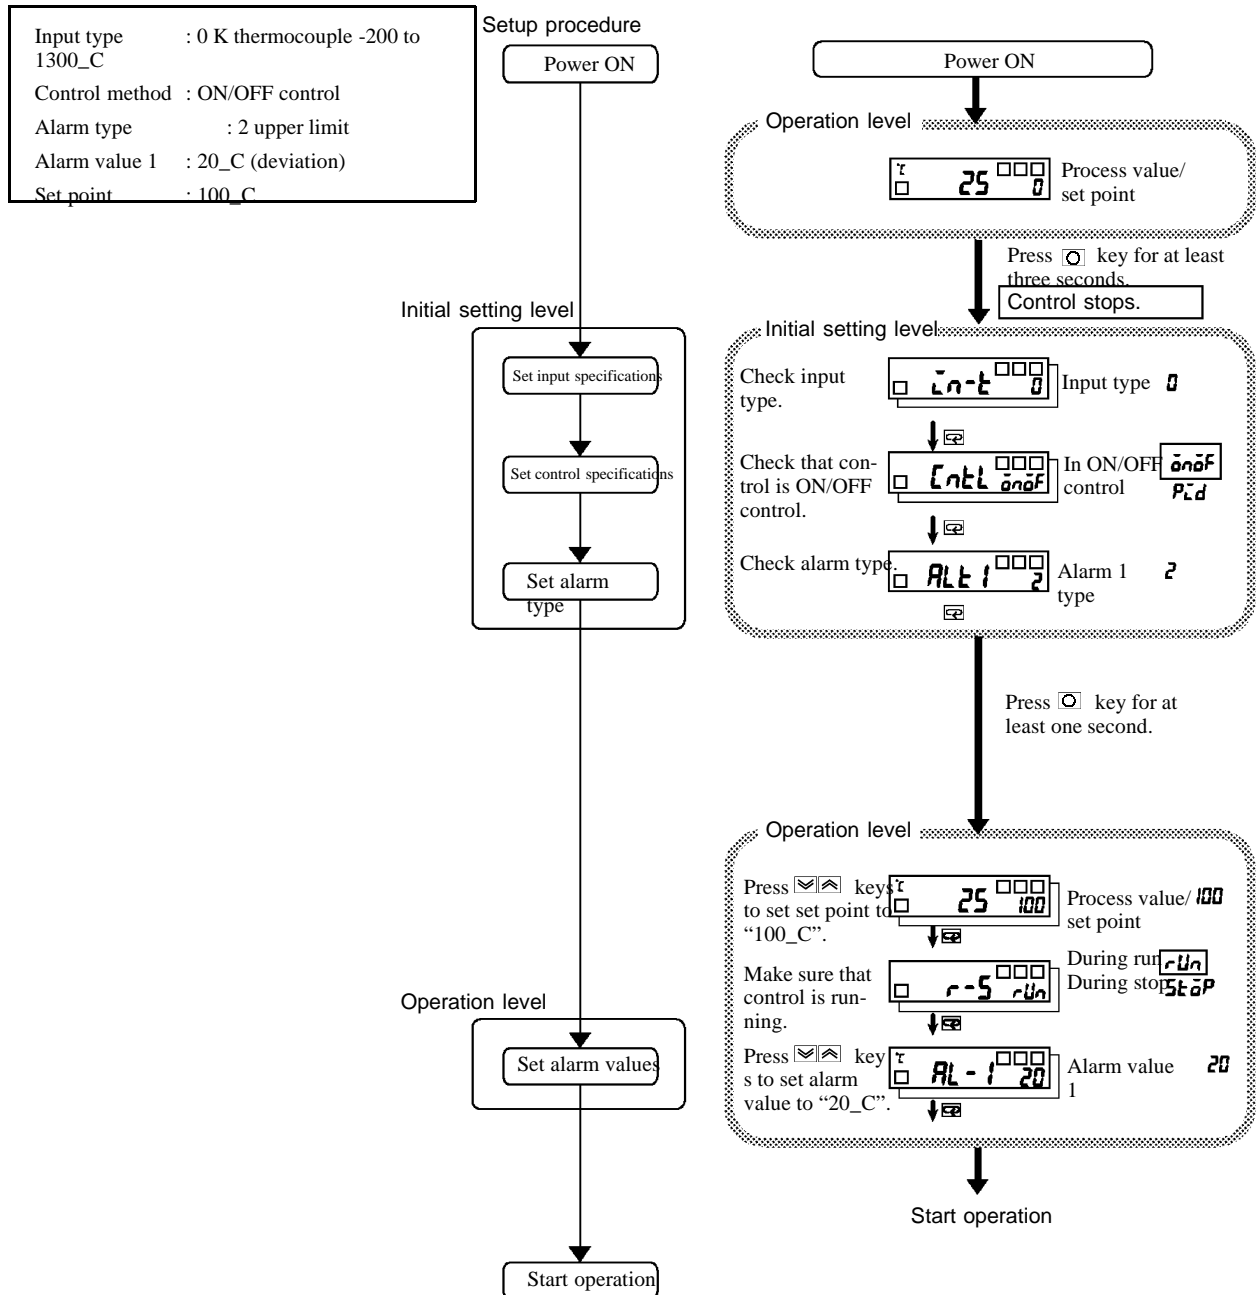 Input type : 0 K thermocouple -200 to
1300_C
Control method : ON/OFF control
Alarm type : 2 upper limit
Alarm value 1 : 20_C (deviation)
Set point : 100_C
Setup procedure
Power ON
Initial setting level
Set input specifications
Set control specifications
Set alarm
type
Operation level
Set alarm values
Start operation
Power ON
Operation level
℃ 25 0
Process value/
set point
Press key for at least
three seconds.
Control stops.
Initial setting level
Check input
type.
in-t 0
Input type 0
Check that con-
trol is ON/OFF
control.
Cntl onof
In ON/OFF
control
onof
Pid
Check alarm type.
ALt1 2
Alarm 1
type
2
Press key for at
least one second.
Operation level
Press keys
to set set point to
“100_C”.
℃ 25 100
Process value/
set point
100
Make sure that
control is run-
ning.
r-S rUn
During run rUn
During stop StoP
Press key
s to set alarm
value to “20_C”.
℃ AL-1 20
Alarm value
1
20
Start operation